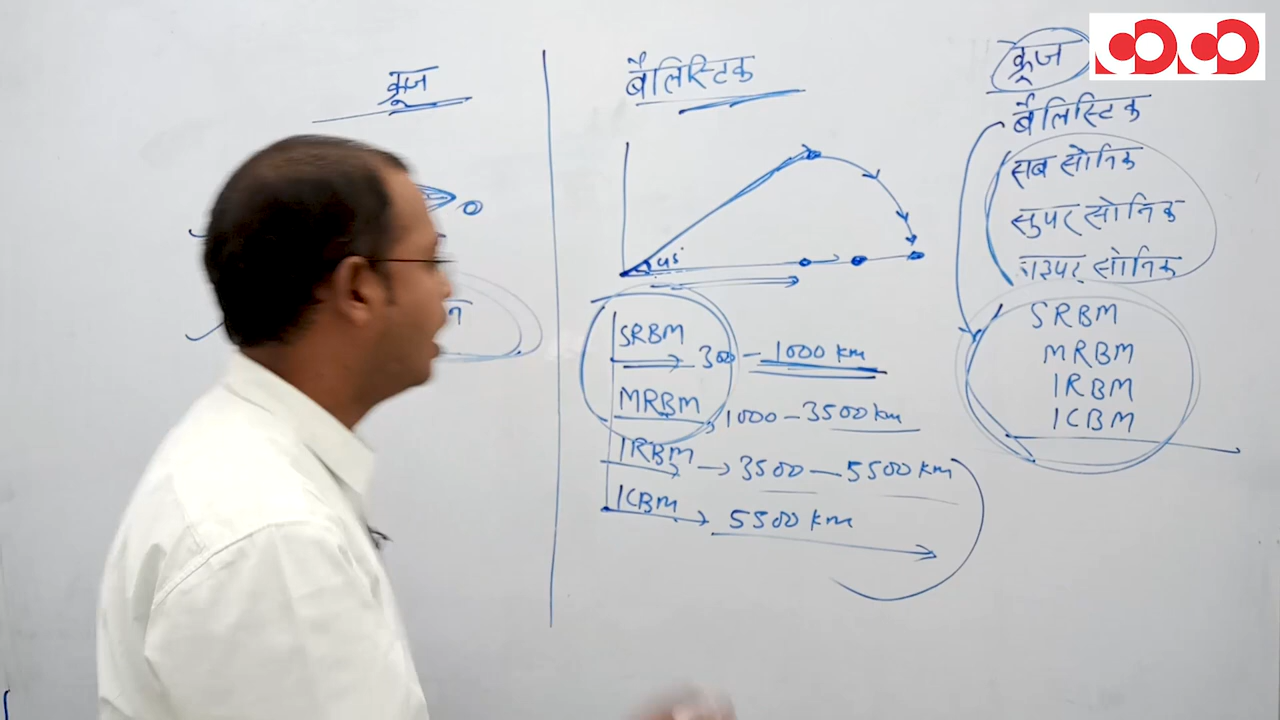 क्रूज
बैलिस्टिक
45°
SRBM
300 - 1000 km
MRBM
1000 - 3500 km
IRBM → 3500 - 5500 km
ICBM → 5500 km
क्रूज
बैलिस्टिक
सब सोनिक
सुपर सोनिक
हाइपर सोनिक
SRBM
MRBM
IRBM
ICBM